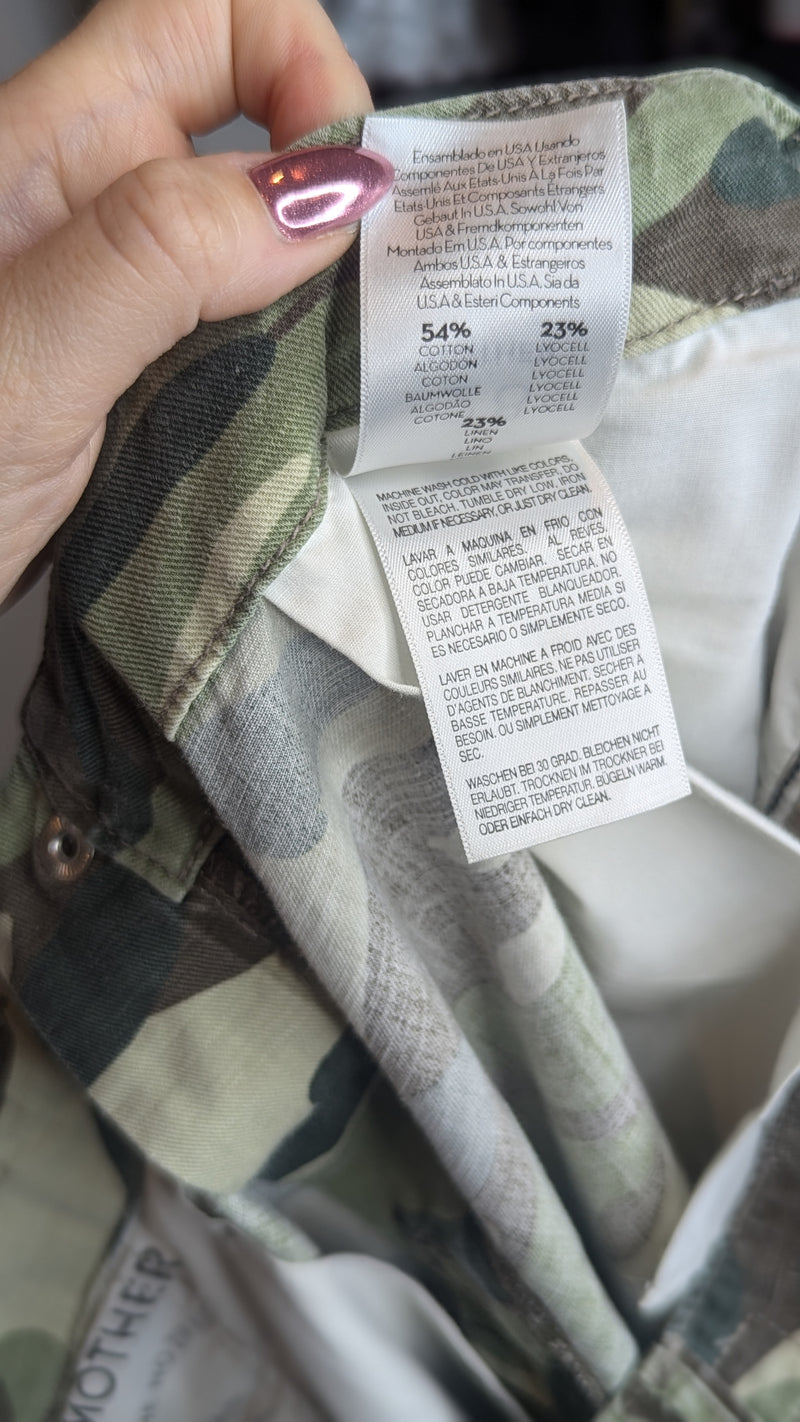 Ensamblado en USA Usando
Componentes De USA Y Extranjeros
Assemlé Aux Etats-Unis À La Fois Par
Etats-Unis Et Composants Étrangers
Gebaut In U.S.A. Sowohl Von
USA & Fremdkomponenten
Montado Em U.S.A. Por componentes
Ambos U.S.A & Estrangeiros
Assemblato In U.S.A. Sia da
U.S.A & Esteri Components
54% 23%
COTTON LYOCELL
ALGODÓN LYOCELL
COTON LYOCELL
BAUMWOLLE LYOCELL
ALGODÃO LYOCELL
COTONE LYOCELL
23%
LINEN
LINO
LIN
LEINEN
MACHINE WASH COLD WITH LIKE COLORS,
INSIDE OUT, COLOR MAY TRANSFER, DO
NOT BLEACH. TUMBLE DRY LOW, IRON
MEDIUM IF NECESSARY, OR JUST DRY CLEAN.
LAVAR A MAQUINA EN FRIO CON
COLORES SIMILARES. AL REVES,
COLOR PUEDE CAMBIAR. SECAR EN
SECADORA A BAJA TEMPERATURA. NO
USAR DETERGENTE BLANQUEADOR.
PLANCHAR A TEMPERATURA MEDIA SI
ES NECESARIO O SIMPLEMENTE SECO.
LAVER EN MACHINE A FROID AVEC DES
COULEURS SIMILAIRES. NE PAS UTILISER
D'AGENTS DE BLANCHIMENT. SECHER A
BASSE TEMPERATURE. REPASSER AU
BESOIN. OU SIMPLEMENT METTOYAGE A
SEC.
WASCHEN BEI 30 GRAD. BLEICHEN NICHT
ERLAUBT. TROCKNEN IM TROCKNER BEI
NIEDRIGER TEMPERATUR. BÜGELN WARM.
ODER EINFACH DRY CLEAN.
MOTHER